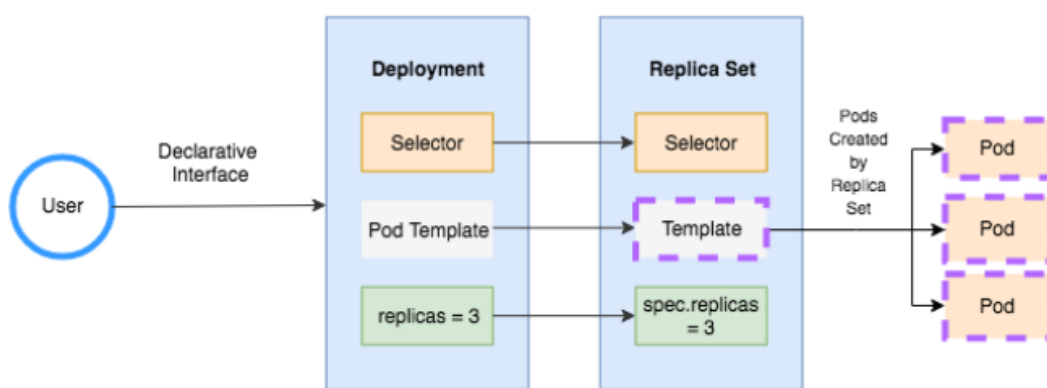 User
Declarative
Interface
Deployment
Selector
Pod Template
replicas = 3
Replica Set
Selector
Template
spec.replicas
= 3
Pods
Created
by
Replica
Set
Pod
Pod
Pod